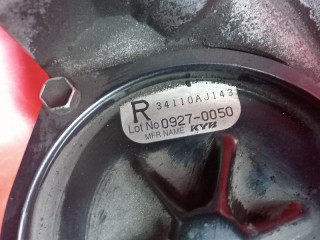 R 34110AJ143
Lot No 0927-0050
MFR NAME KYB